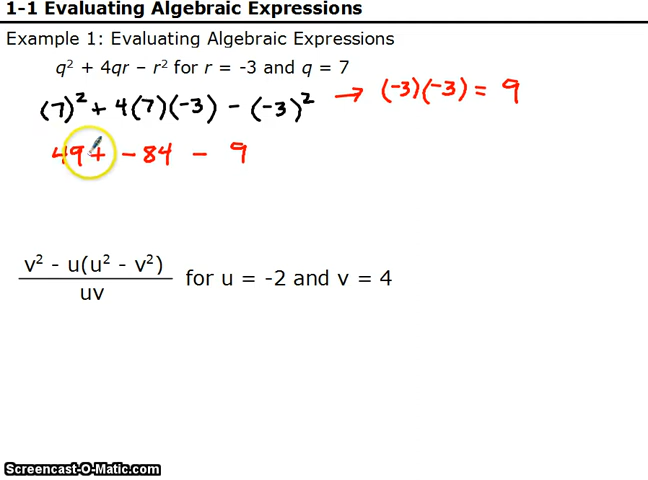 1-1 Evaluating Algebraic Expressions
Example 1: Evaluating Algebraic Expressions
q² + 4qr – r² for r = -3 and q = 7
(7)² + 4(7)(-3) - (-3)² → (-3)(-3) = 9
49 + - 84 - 9
v² - u(u² - v²)
uv
for u = -2 and v = 4
Screencast-O-Matic.com